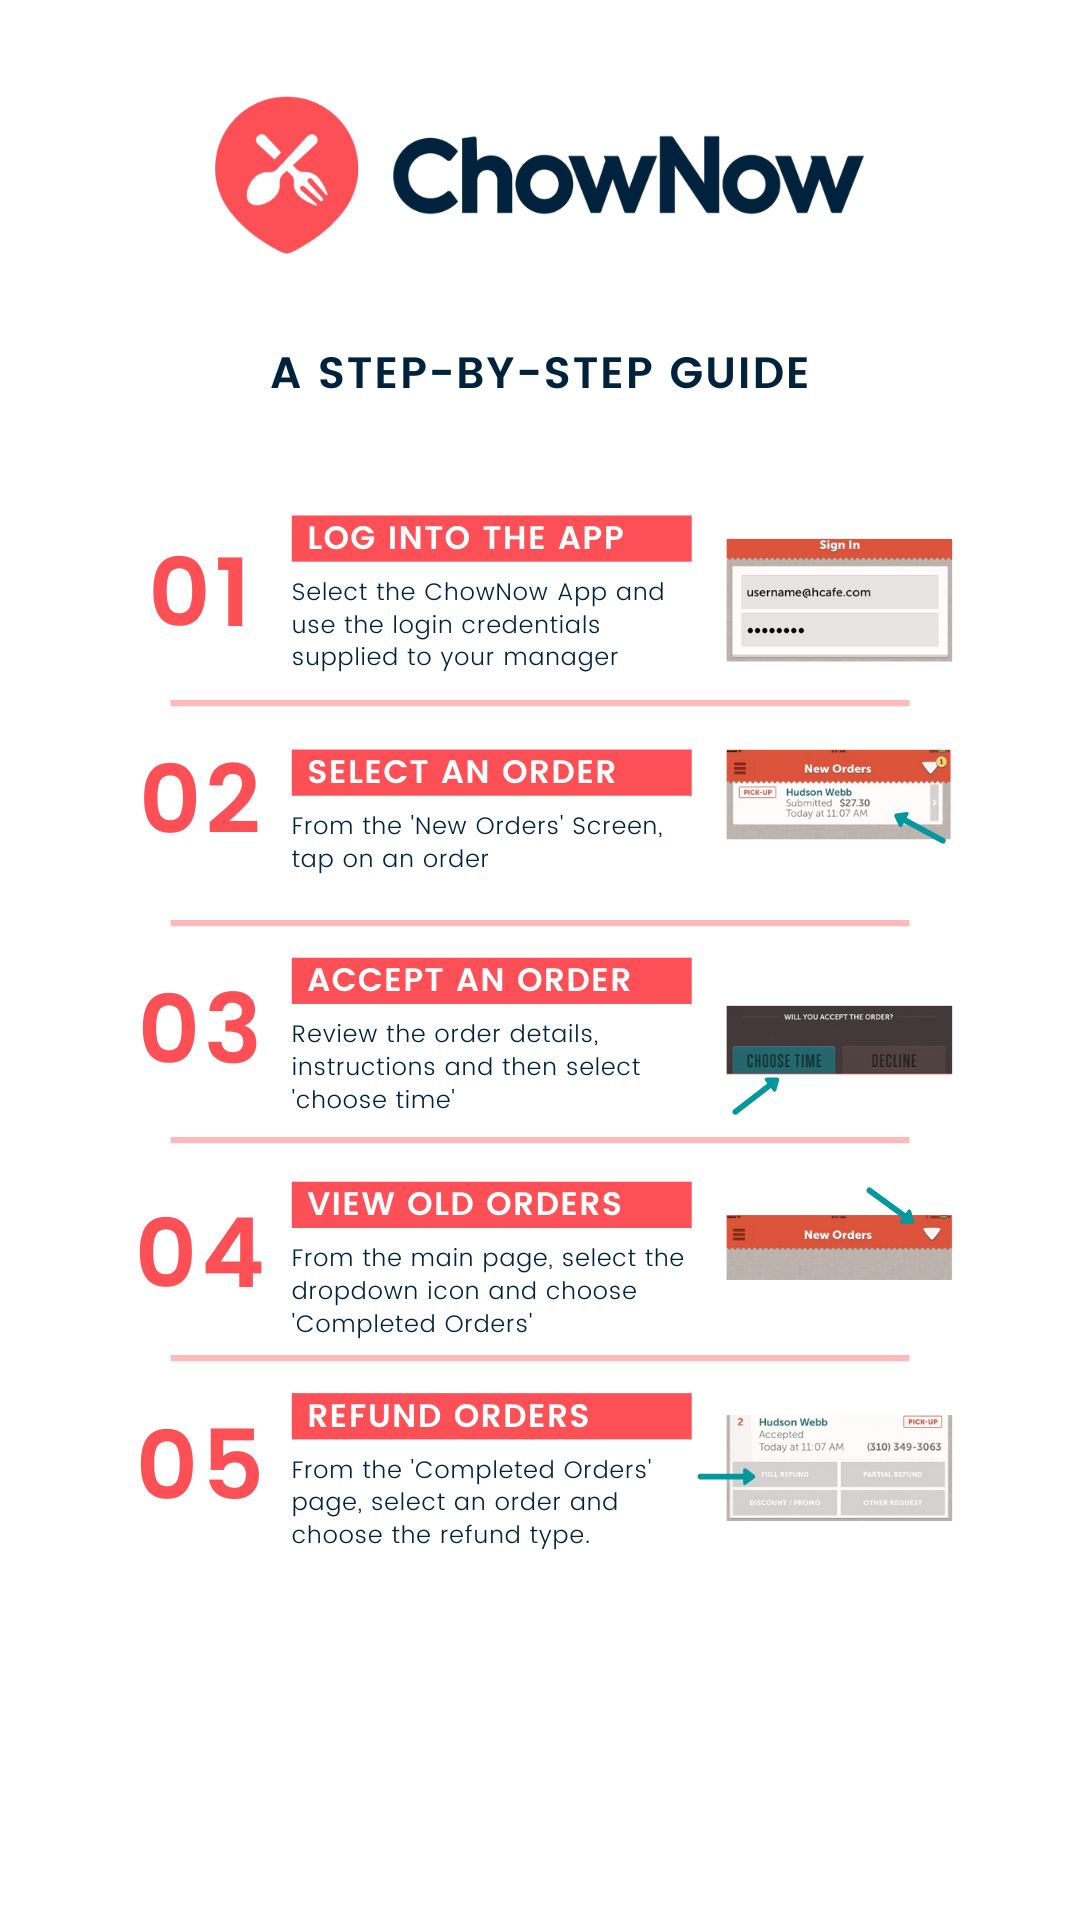 ChowNow
A STEP-BY-STEP GUIDE
01
LOG INTO THE APP
Select the ChowNow App and
use the login credentials
supplied to your manager
Sign In
username@hcafe.com
••••••••
02
SELECT AN ORDER
From the 'New Orders' Screen,
tap on an order
New Orders
1
PICK-UP
Hudson Webb
Submitted $27.30
Today at 11:07 AM
03
ACCEPT AN ORDER
Review the order details,
instructions and then select
'choose time'
WILL YOU ACCEPT THE ORDER?
CHOOSE TIME
DECLINE
04
VIEW OLD ORDERS
From the main page, select the
dropdown icon and choose
'Completed Orders'
New Orders
05
REFUND ORDERS
From the 'Completed Orders'
page, select an order and
choose the refund type.
2 Hudson Webb PICK-UP
Accepted
Today at 11:07 AM (310) 349-3063
FULL REFUND PARTIAL REFUND
DISCOUNT / PROMO OTHER REQUEST